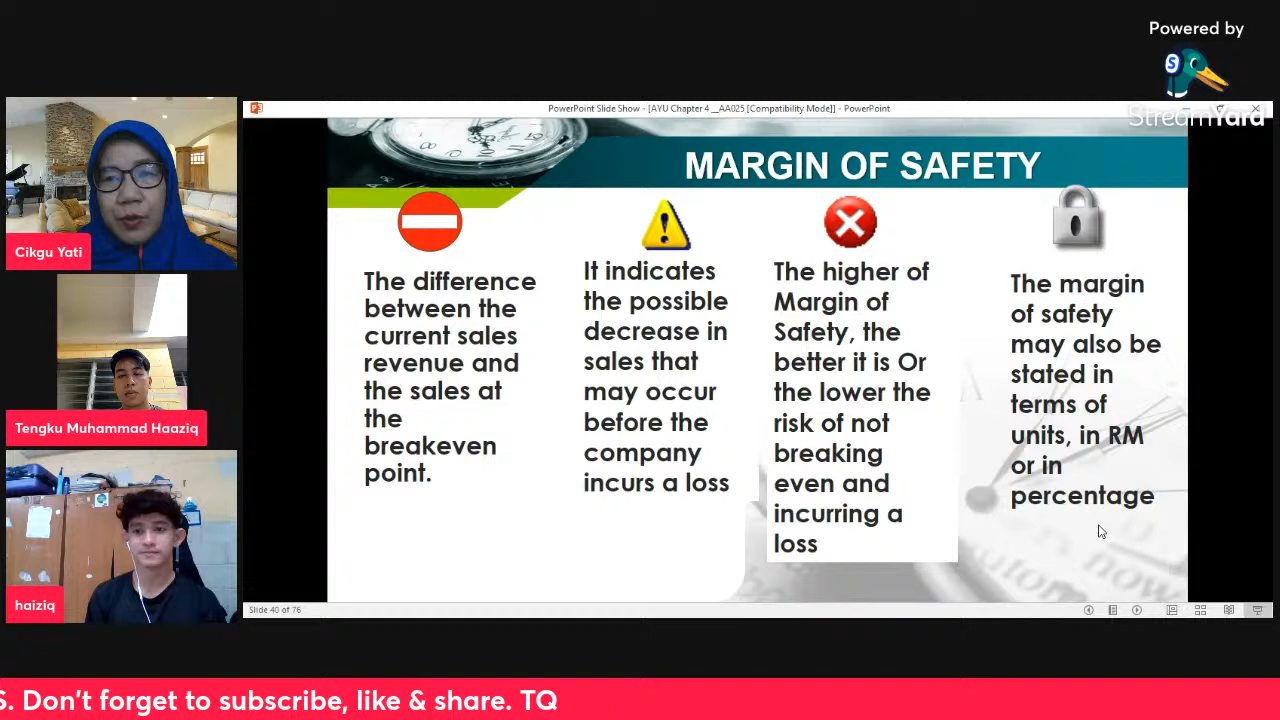 Powered by
StreamYard
PowerPoint Slide Show - [AYU Chapter 4 __AA025 [Compatibility Mode]] - PowerPoint
MARGIN OF SAFETY
The difference
between the
current sales
revenue and
the sales at
the
breakeven
point.
It indicates
the possible
decrease in
sales that
may occur
before the
company
incurs a loss
The higher of
Margin of
Safety, the
better it is Or
the lower the
risk of not
breaking
even and
incurring a
loss
The margin
of safety
may also be
stated in
terms of
units, in RM
or in
percentage
Cikgu Yati
Tengku Muhammad Haaziq
haiziq
Slide 40 of 76
S. Don't forget to subscribe, like & share. TQ